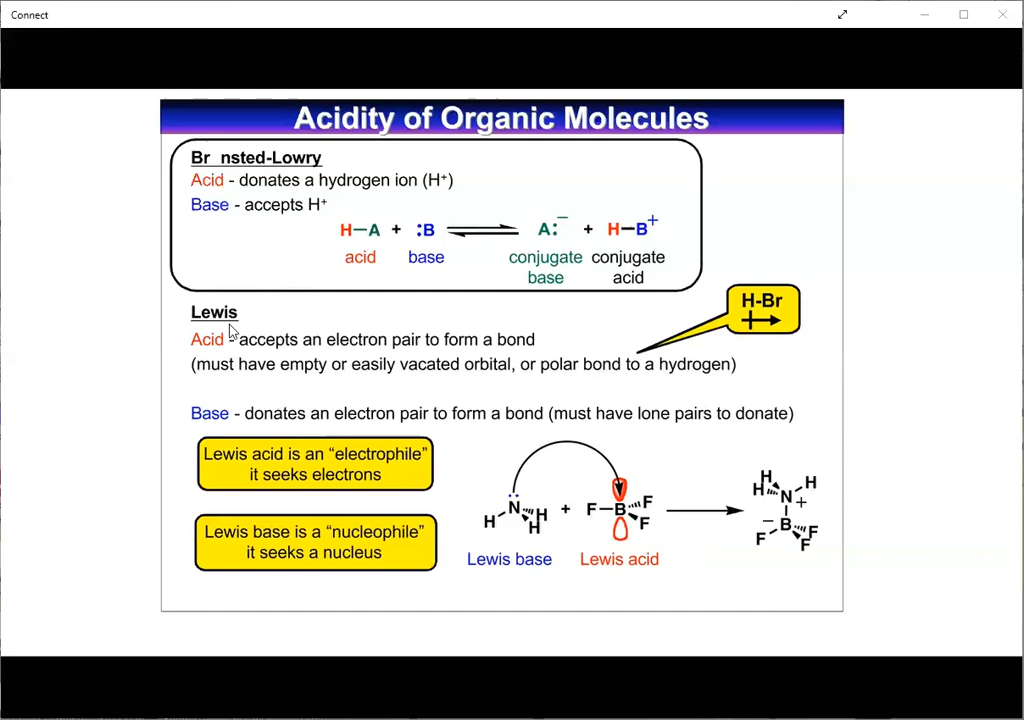 Connect
Acidity of Organic Molecules
Br nsted-Lowry
Acid - donates a hydrogen ion (H⁺)
Base - accepts H⁺
H—A + :B ⇌ A:⁻ + H—B⁺
acid base conjugate base conjugate acid
H-Br
Lewis
Acid - accepts an electron pair to form a bond
(must have empty or easily vacated orbital, or polar bond to a hydrogen)
Base - donates an electron pair to form a bond (must have lone pairs to donate)
Lewis acid is an “electrophile”
it seeks electrons
Lewis base is a “nucleophile”
it seeks a nucleus
H N H H + F B F F → H H N + H − B F F F
Lewis base Lewis acid